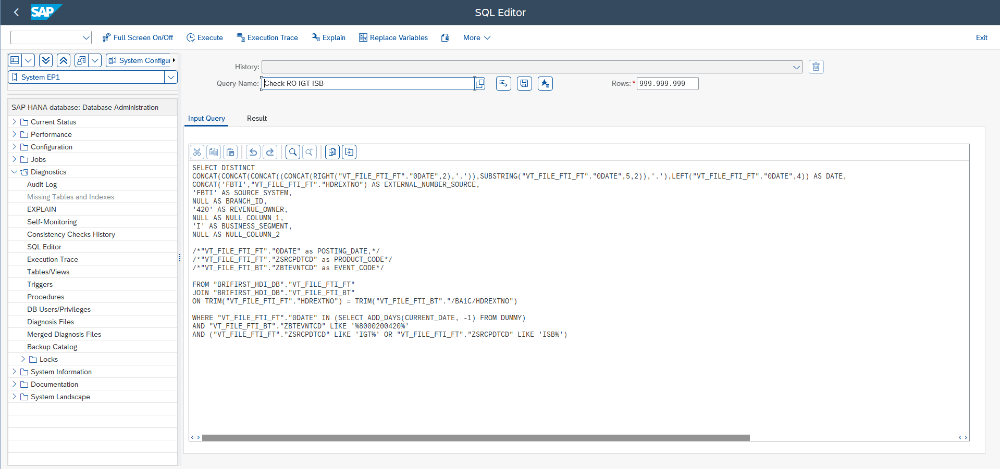 SAP
SQL Editor
Full Screen On/Off
Execute
Execution Trace
Explain
Replace Variables
More
Exit
System Configu
System EP1
History:
Query Name:
Check RO IGT ISB
Rows:*
999.999.999
SAP HANA database: Database Administration
Current Status
Performance
Configuration
Jobs
Diagnostics
Audit Log
Missing Tables and Indexes
EXPLAIN
Self-Monitoring
Consistency Checks History
SQL Editor
Execution Trace
Tables/Views
Triggers
Procedures
DB Users/Privileges
Diagnosis Files
Merged Diagnosis Files
Backup Catalog
Locks
System Information
Documentation
System Landscape
Input Query
Result
SELECT DISTINCT
CONCAT(CONCAT(CONCAT((CONCAT(RIGHT("VT_FILE_FTI_FT"."0DATE",2),'.')),SUBSTRING("VT_FILE_FTI_FT"."0DATE",5,2)),'.'),LEFT("VT_FILE_FTI_FT"."0DATE",4)) AS DATE,
CONCAT('FBTI',"VT_FILE_FTI_FT"."HDREXTNO") AS EXTERNAL_NUMBER_SOURCE,
'FBTI' AS SOURCE_SYSTEM,
NULL AS BRANCH_ID,
'420' AS REVENUE_OWNER,
NULL AS NULL_COLUMN_1,
'I' AS BUSINESS_SEGMENT,
NULL AS NULL_COLUMN_2
/*"VT_FILE_FTI_FT"."0DATE" as POSTING_DATE,*/
/*"VT_FILE_FTI_FT"."ZSRCPDTCD" as PRODUCT_CODE*/
/*"VT_FILE_FTI_BT"."ZBTEVNTCD" as EVENT_CODE*/
FROM "BRIFIRST_HDI_DB"."VT_FILE_FTI_FT"
JOIN "BRIFIRST_HDI_DB"."VT_FILE_FTI_BT"
ON TRIM("VT_FILE_FTI_FT"."HDREXTNO") = TRIM("VT_FILE_FTI_BT"."/BA1C/HDREXTNO")
WHERE "VT_FILE_FTI_FT"."0DATE" IN (SELECT ADD_DAYS(CURRENT_DATE, -1) FROM DUMMY)
AND "VT_FILE_FTI_BT"."ZBTEVNTCD" LIKE '%8000200420%'
AND ("VT_FILE_FTI_FT"."ZSRCPDTCD" LIKE 'IGT%' OR "VT_FILE_FTI_FT"."ZSRCPDTCD" LIKE 'ISB%')